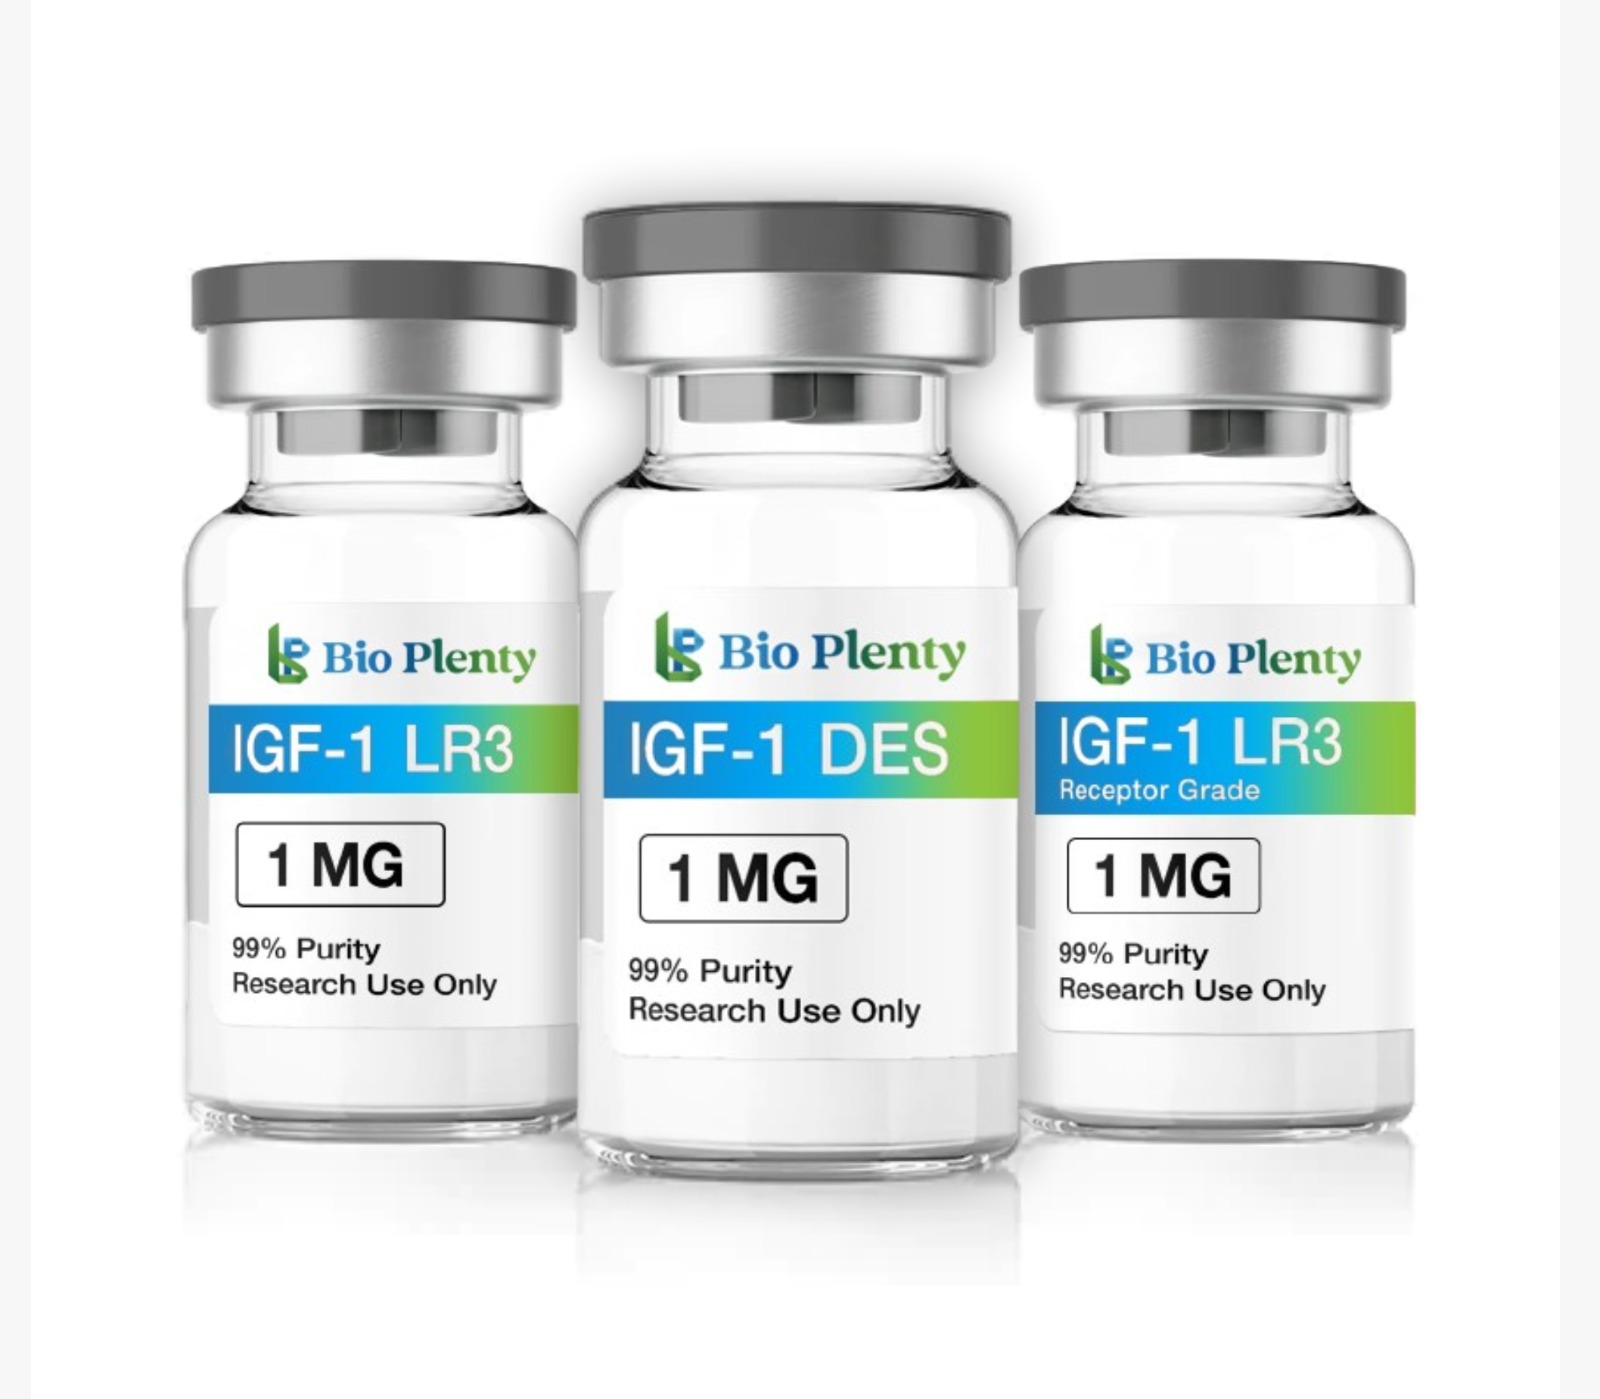 Bio Plenty
IGF-1 LR3
1 MG
99% Purity
Research Use Only
Bio Plenty
IGF-1 DES
1 MG
99% Purity
Research Use Only
Bio Plenty
IGF-1 LR3
Receptor Grade
1 MG
99% Purity
Research Use Only